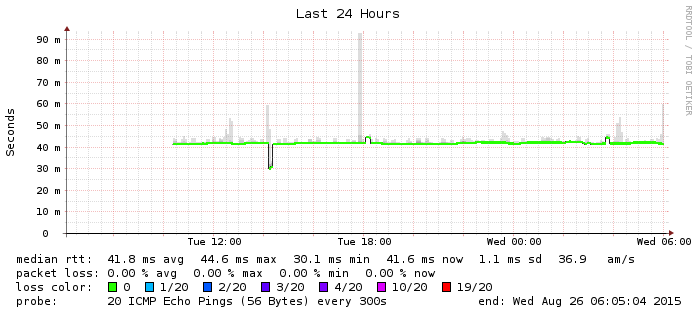 Last 24 Hours
RRDTOOL / TOBI OETIKER
Seconds
90 m
80 m
70 m
60 m
50 m
40 m
30 m
20 m
10 m
0
Tue 12:00 Tue 18:00 Wed 00:00 Wed 06:00
median rtt: 41.8 ms avg 44.6 ms max 30.1 ms min 41.6 ms now 1.1 ms sd 36.9 am/s
packet loss: 0.00 % avg 0.00 % max 0.00 % min 0.00 % now
loss color: 0 1/20 2/20 3/20 4/20 10/20 19/20
probe: 20 ICMP Echo Pings (56 Bytes) every 300s end: Wed Aug 26 06:05:04 2015